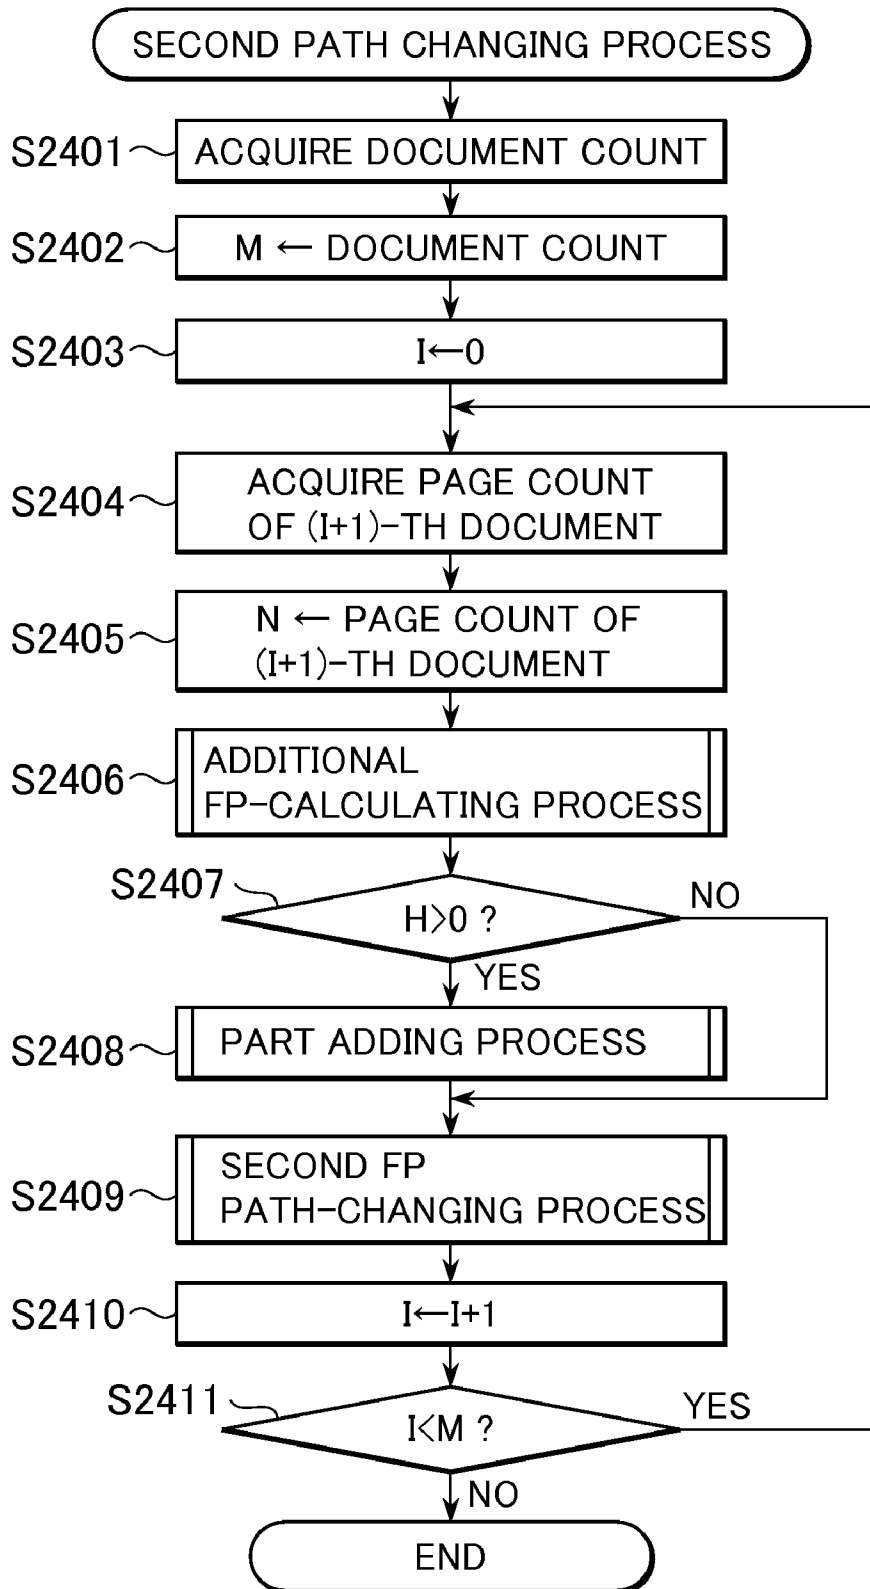 SECOND PATH CHANGING PROCESS
S2401
ACQUIRE DOCUMENT COUNT
S2402
M ← DOCUMENT COUNT
S2403
I←0
S2404
ACQUIRE PAGE COUNT
OF (I+1)-TH DOCUMENT
S2405
N ← PAGE COUNT OF
(I+1)-TH DOCUMENT
S2406
ADDITIONAL
FP-CALCULATING PROCESS
S2407
H>0 ?
NO
YES
S2408
PART ADDING PROCESS
S2409
SECOND FP
PATH-CHANGING PROCESS
S2410
I←I+1
S2411
I<M ?
YES
NO
END